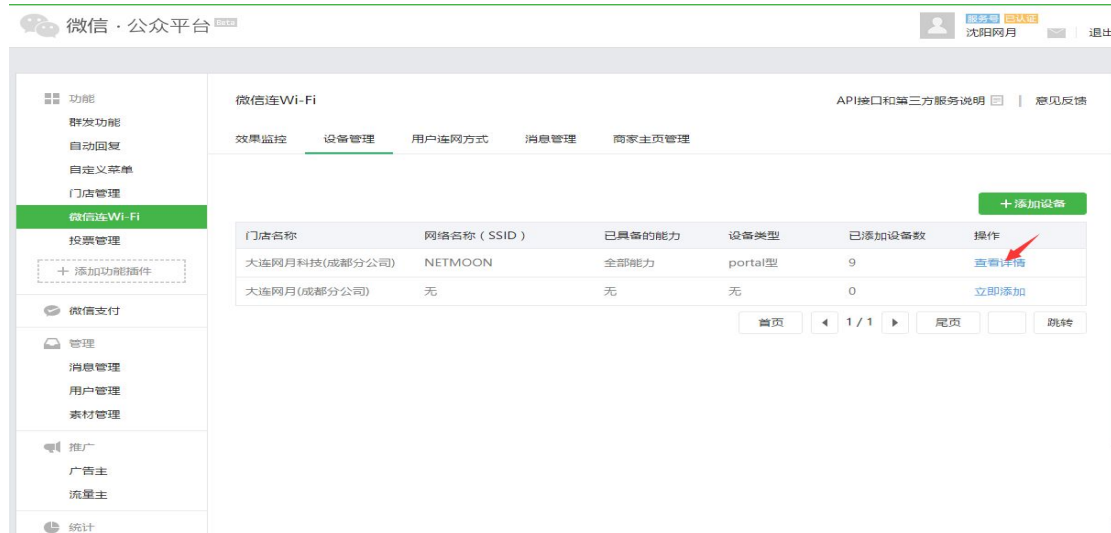 微信·公众平台 Beta
服务号 已认证
沈阳网月
退出
功能
群发功能
自动回复
自定义菜单
门店管理
微信连Wi-Fi
投票管理
+ 添加功能插件
微信支付
管理
消息管理
用户管理
素材管理
推广
广告主
流量主
统计
微信连Wi-Fi
API接口和第三方服务说明 | 意见反馈
效果监控 设备管理 用户连网方式 消息管理 商家主页管理
+添加设备
门店名称 网络名称(SSID) 已具备的能力 设备类型 已添加设备数 操作
大连网月科技(成都分公司) NETMOON 全部能力 portal型 9 查看详情
大连网月(成都分公司) 无 无 无 0 立即添加
首页 1/1 尾页 跳转